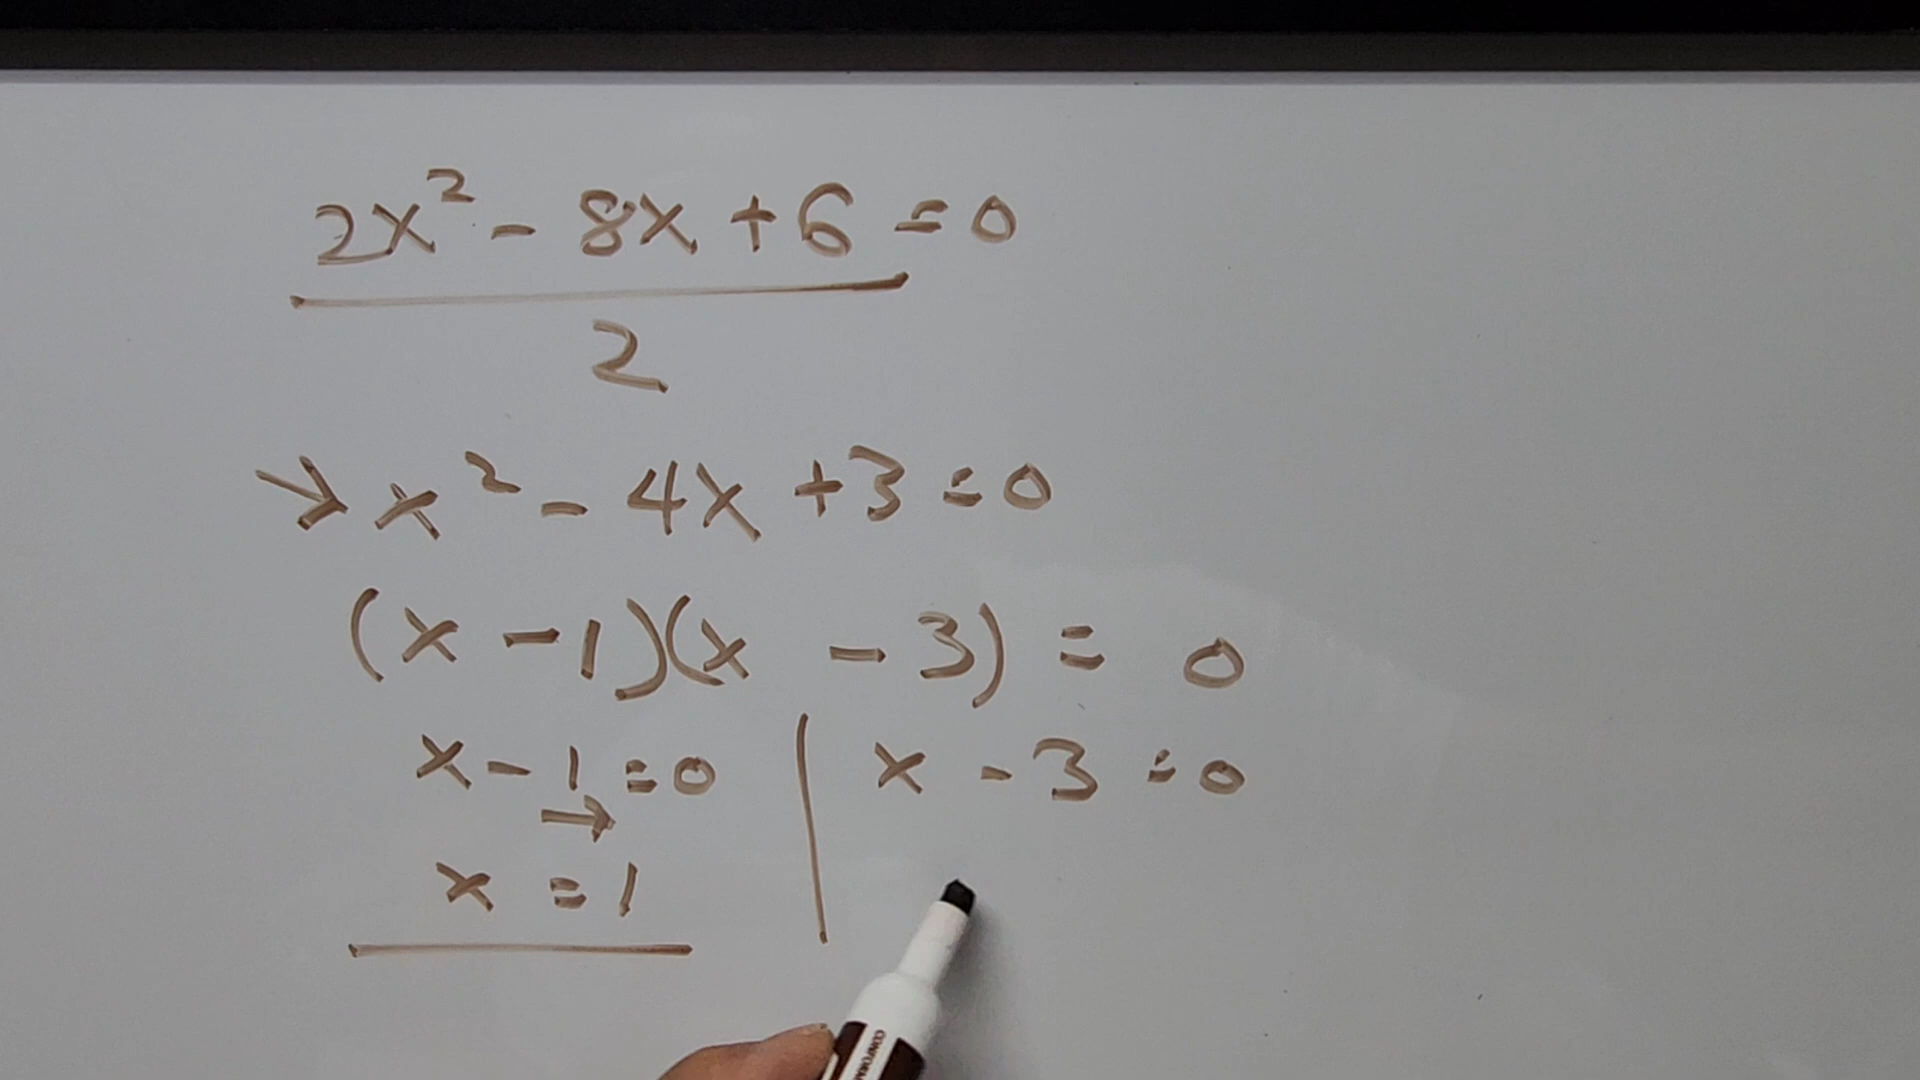 2x² - 8x + 6 = 0
2
→ x² - 4x + 3 = 0
(x - 1)(x - 3) = 0
x - 1 = 0 | x - 3 = 0
→
x = 1